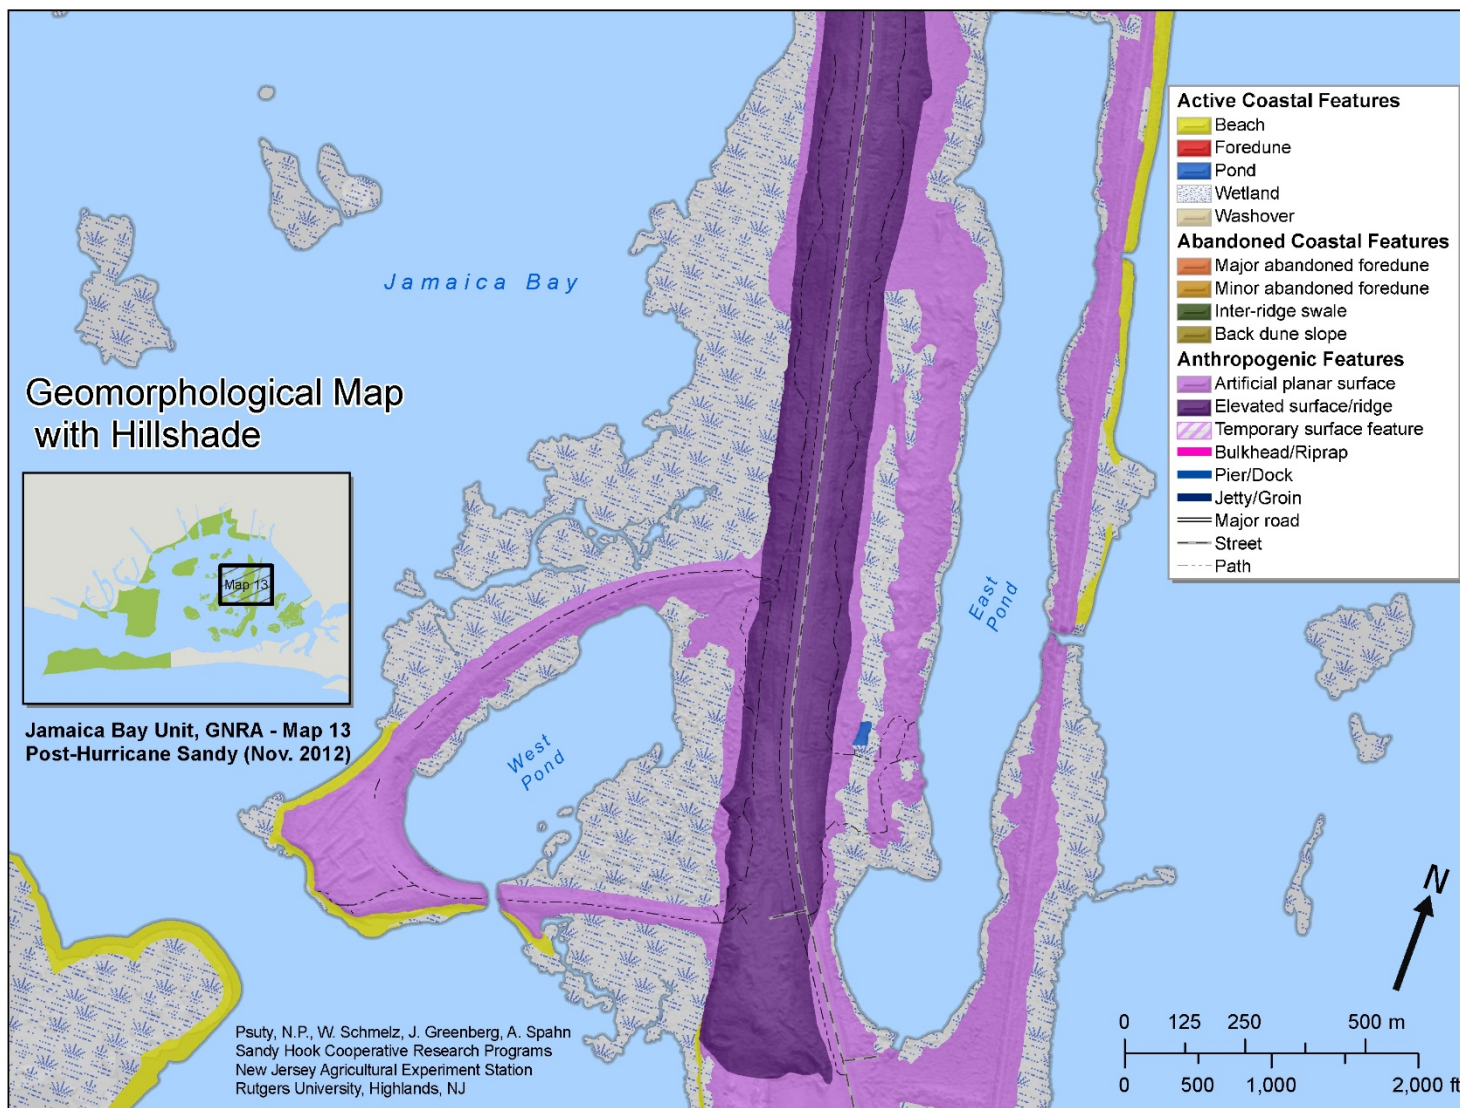 Jamaica Bay
Geomorphological Map
with Hillshade
Map 13
Jamaica Bay Unit, GNRA - Map 13
Post-Hurricane Sandy (Nov. 2012)
West
Pond
East
Pond
Psuty, N.P., W. Schmelz, J. Greenberg, A. Spahn
Sandy Hook Cooperative Research Programs
New Jersey Agricultural Experiment Station
Rutgers University, Highlands, NJ
Active Coastal Features
Beach
Foredune
Pond
Wetland
Washover
Abandoned Coastal Features
Major abandoned foredune
Minor abandoned foredune
Inter-ridge swale
Back dune slope
Anthropogenic Features
Artificial planar surface
Elevated surface/ridge
Temporary surface feature
Bulkhead/Riprap
Pier/Dock
Jetty/Groin
Major road
Street
Path
N
0 125 250 500 m
0 500 1,000 2,000 ft